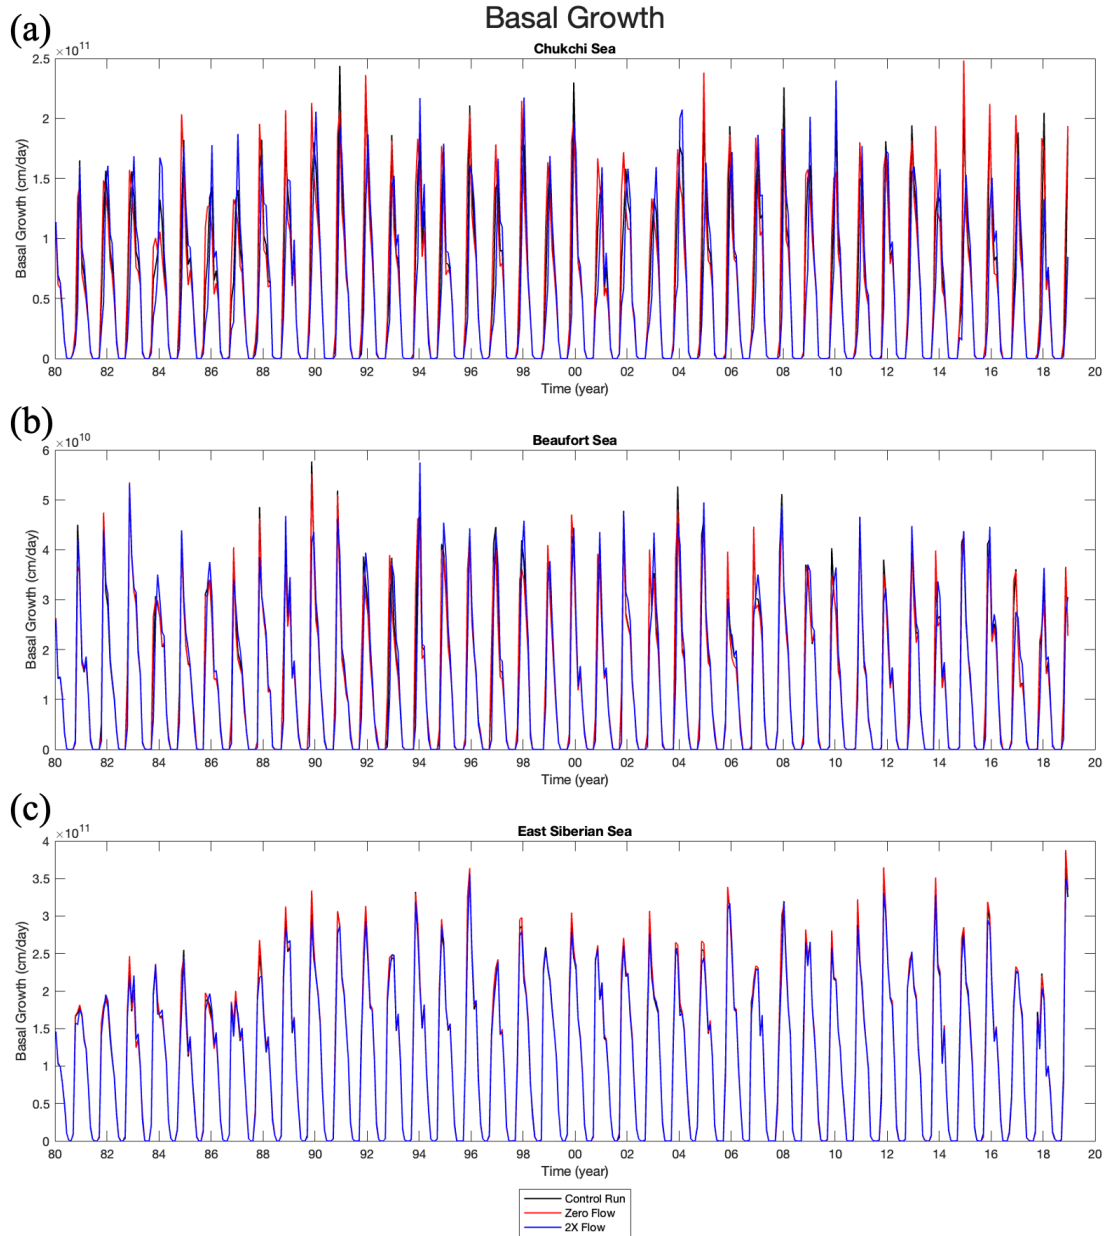 Basal Growth
(a)
Chukchi Sea
×10^11
2.5
2
1.5
1
0.5
0
Basal Growth (cm/day)
80 82 84 86 88 90 92 94 96 98 00 02 04 06 08 10 12 14 16 18 20
Time (year)
(b)
Beaufort Sea
×10^10
6
5
4
3
2
1
0
Basal Growth (cm/day)
80 82 84 86 88 90 92 94 96 98 00 02 04 06 08 10 12 14 16 18 20
Time (year)
(c)
East Siberian Sea
×10^11
4
3.5
3
2.5
2
1.5
1
0.5
0
Basal Growth (cm/day)
80 82 84 86 88 90 92 94 96 98 00 02 04 06 08 10 12 14 16 18 20
Time (year)
Control Run
Zero Flow
2X Flow